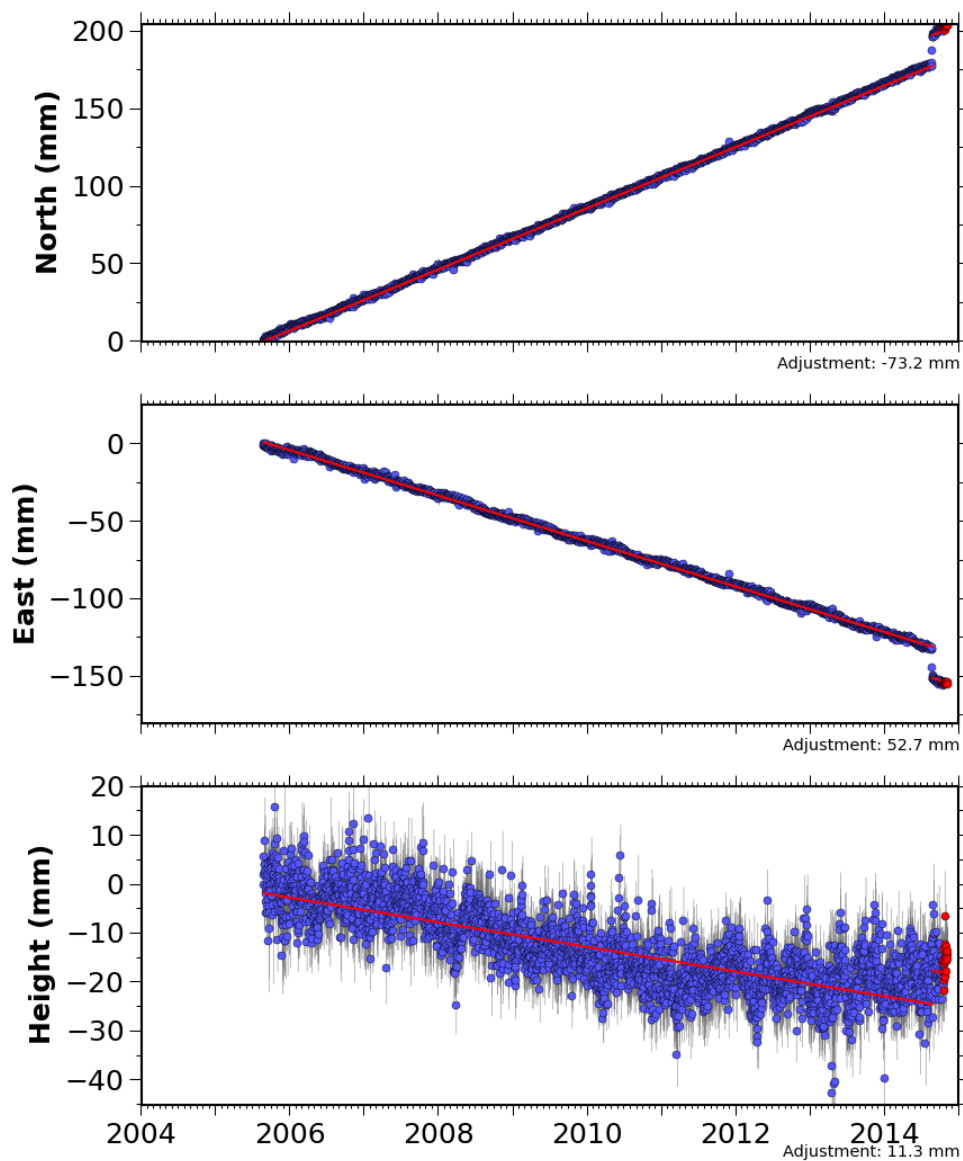 North (mm)
200
150
100
50
0
Adjustment: -73.2 mm
East (mm)
0
−50
−100
−150
Adjustment: 52.7 mm
Height (mm)
20
10
0
−10
−20
−30
−40
2004 2006 2008 2010 2012 2014
Adjustment: 11.3 mm